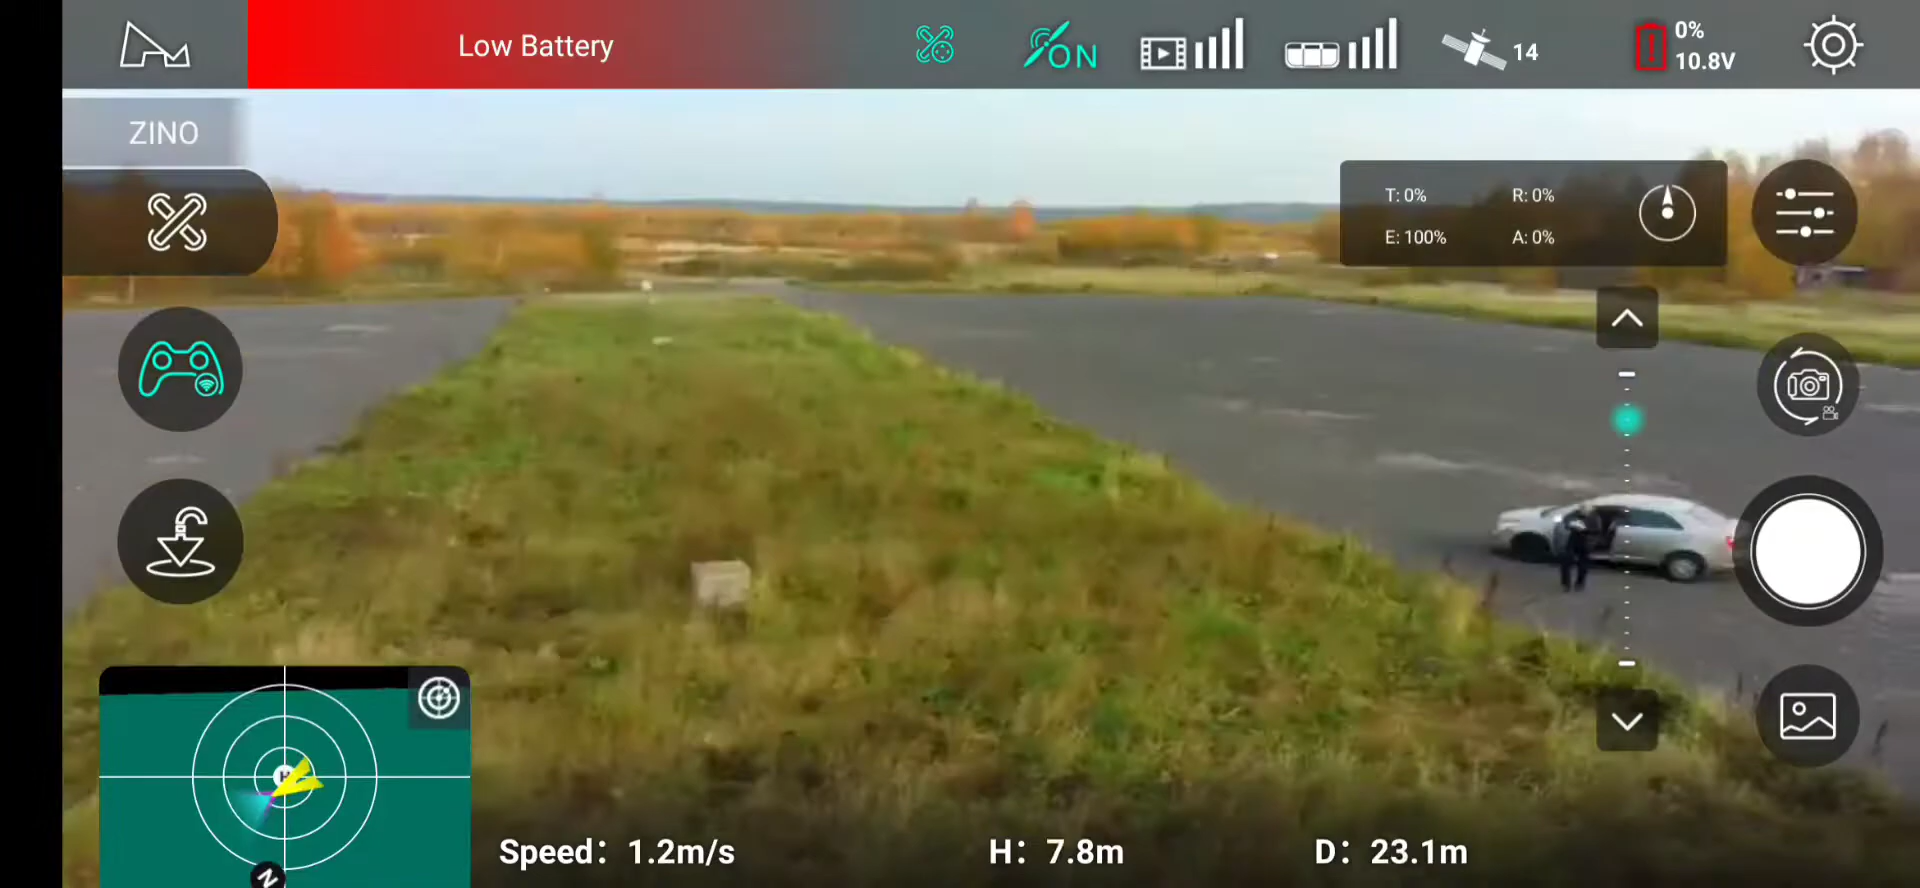 Low Battery
ON
14
0%
10.8V
ZINO
T: 0%
R: 0%
E: 100%
A: 0%
H
N
Speed: 1.2m/s
H: 7.8m
D: 23.1m